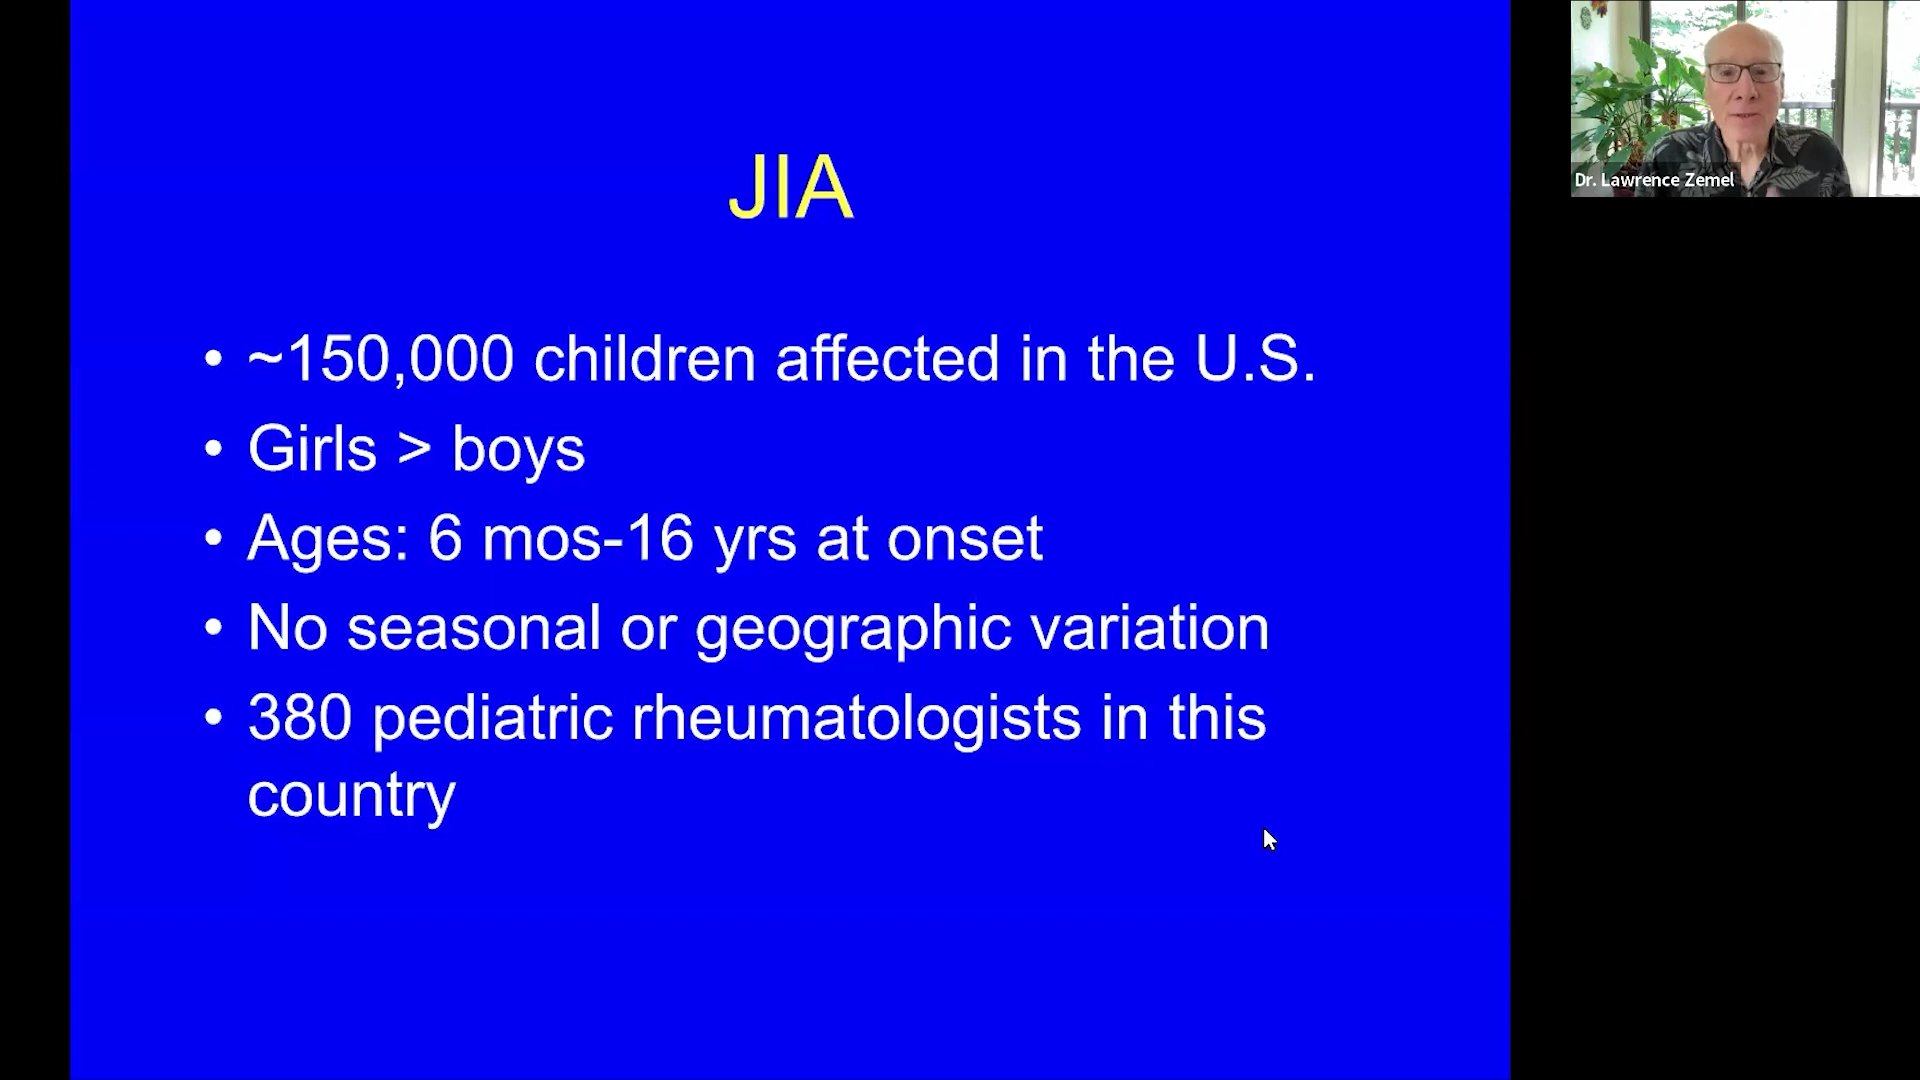 JIA
• ~150,000 children affected in the U.S.
• Girls > boys
• Ages: 6 mos-16 yrs at onset
• No seasonal or geographic variation
• 380 pediatric rheumatologists in this
country
Dr. Lawrence Zemel